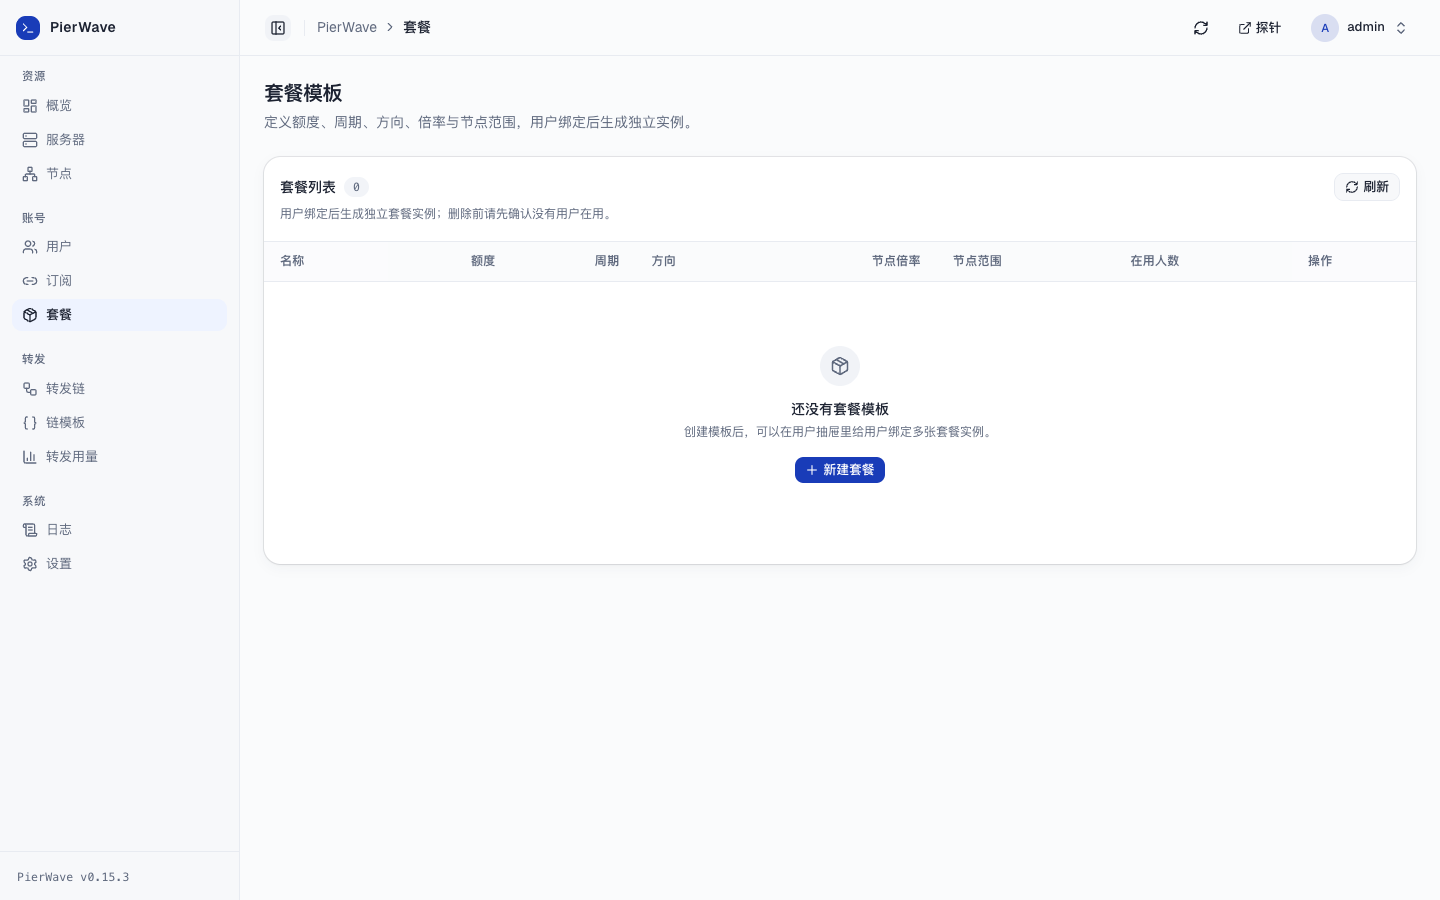 PierWave
PierWave
套餐
探针
A
admin
资源
概览
服务器
节点
账号
用户
订阅
套餐
转发
转发链
链模板
转发用量
系统
日志
设置
PierWave v0.15.3
套餐模板
定义额度、周期、方向、倍率与节点范围，用户绑定后生成独立实例。
套餐列表 0
刷新
用户绑定后生成独立套餐实例；删除前请先确认没有用户在用。
名称 额度 周期 方向 节点倍率 节点范围 在用人数 操作
还没有套餐模板
创建模板后，可以在用户抽屉里给用户绑定多张套餐实例。
新建套餐